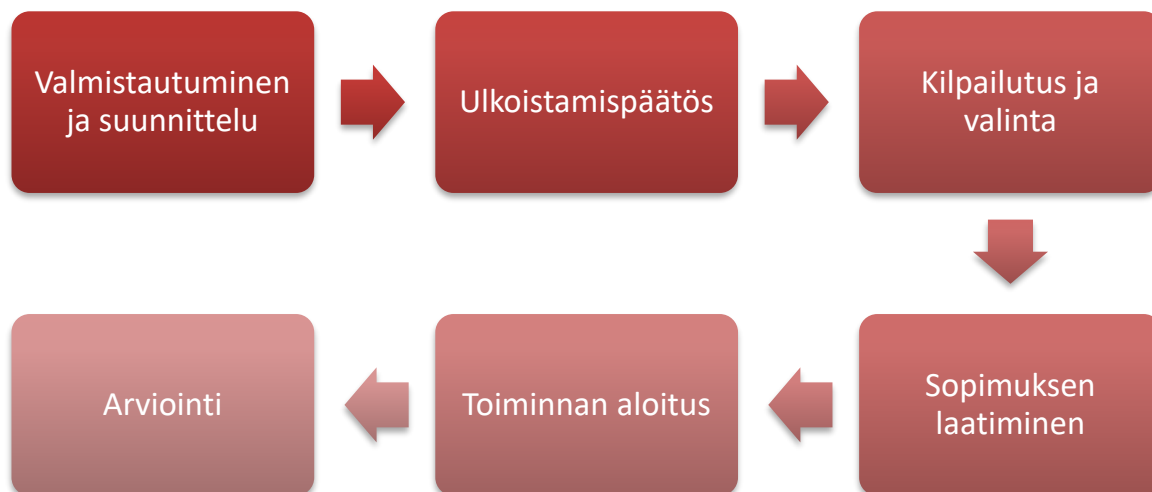 Valmistautuminen
ja suunnittelu
Ulkoistamispäätös
Kilpailutus ja
valinta
Sopimuksen
laatiminen
Toiminnan aloitus
Arviointi